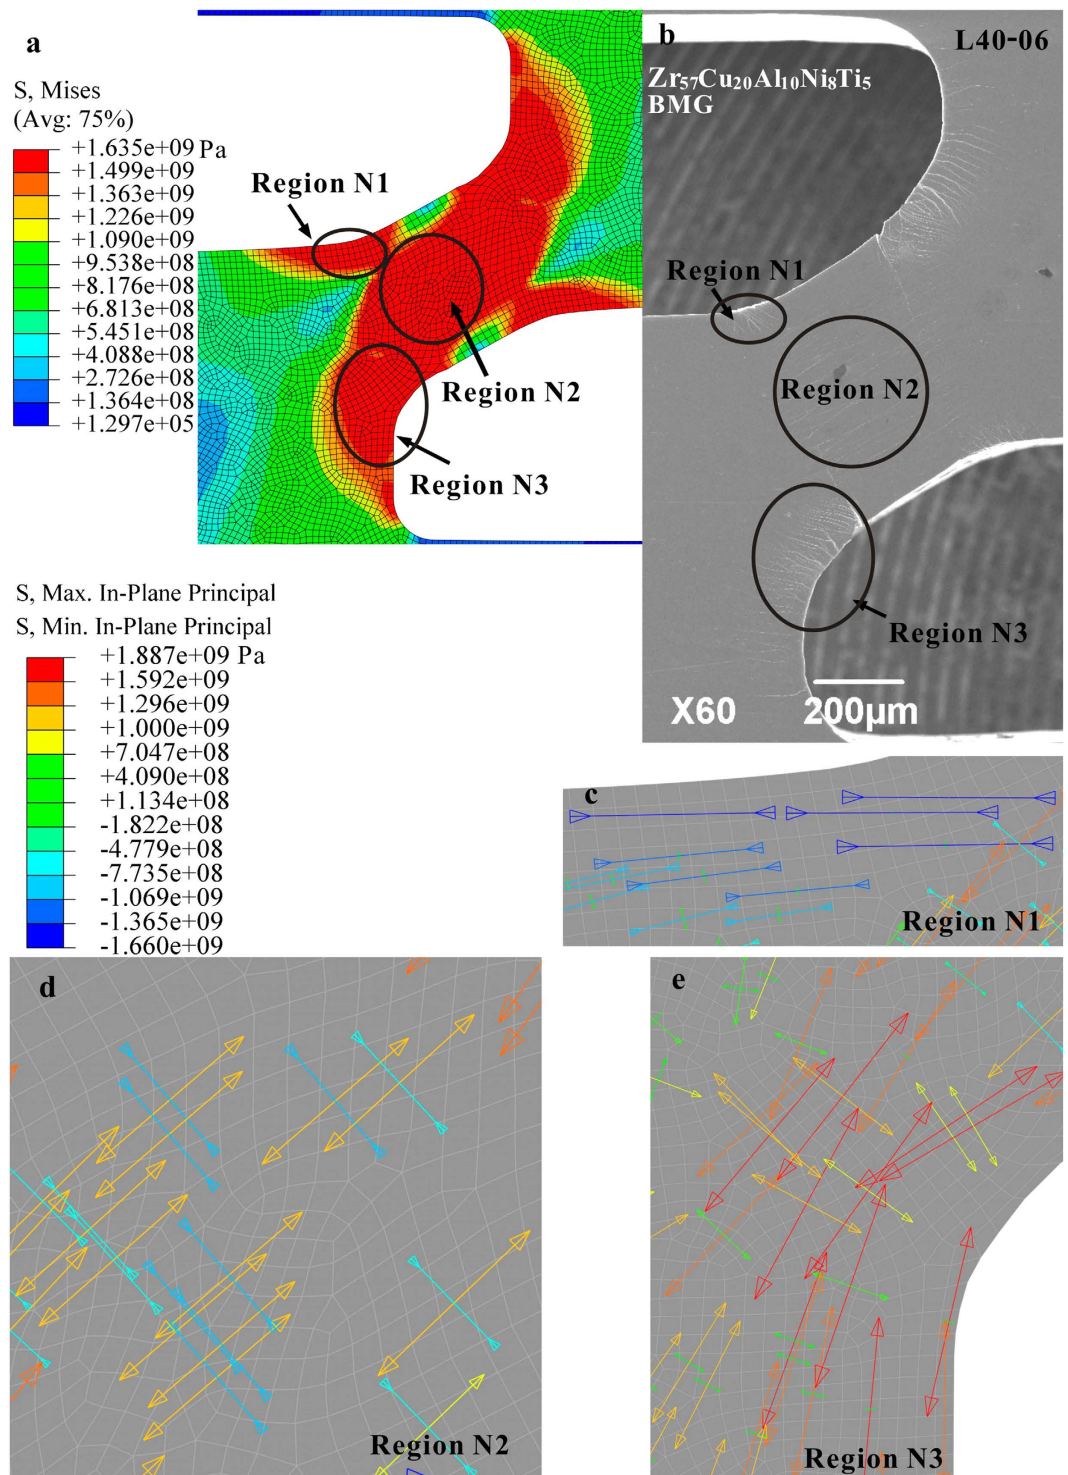 a
S, Mises
(Avg: 75%)
+1.635e+09 Pa
+1.499e+09
+1.363e+09
+1.226e+09
+1.090e+09
+9.538e+08
+8.176e+08
+6.813e+08
+5.451e+08
+4.088e+08
+2.726e+08
+1.364e+08
+1.297e+05
Region N1
Region N2
Region N3
b
L40-06
Zr₅₇Cu₂₀Al₁₀Ni₈Ti₅
BMG
Region N1
Region N2
Region N3
X60 200µm
S, Max. In-Plane Principal
S, Min. In-Plane Principal
+1.887e+09 Pa
+1.592e+09
+1.296e+09
+1.000e+09
+7.047e+08
+4.090e+08
+1.134e+08
-1.822e+08
-4.779e+08
-7.735e+08
-1.069e+09
-1.365e+09
-1.660e+09
c
Region N1
d
Region N2
e
Region N3